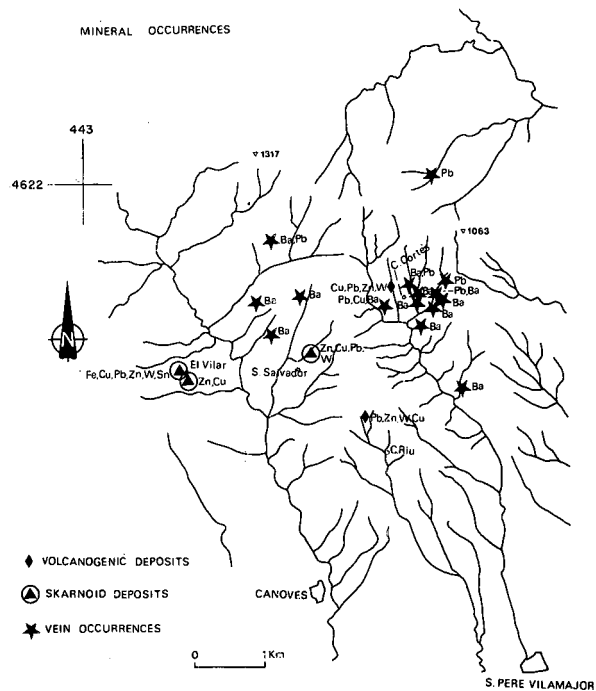 MINERAL OCCURRENCES
443
4622
▿1317
Pb
▿1063
Ba,Pb
C. Cortés
Ba,Pb
Pb
Cu,Pb,Zn,W
Pb,Ba
Pb,Cu,Ba
Ba
Ba
Ba
Ba
Ba
Ba
Ba
Ba
Zn,Cu,Pb,
W
S. Salvador
El Vilar
Fe,Cu,Pb,Zn,W,Sn
Zn,Cu
Ba
Pb,Zn,W,Cu
C.Riu
N
VOLCANOGENIC DEPOSITS
SKARNOID DEPOSITS
CANOVES
VEIN OCCURRENCES
0 1Km
S. PERE VILAMAJOR